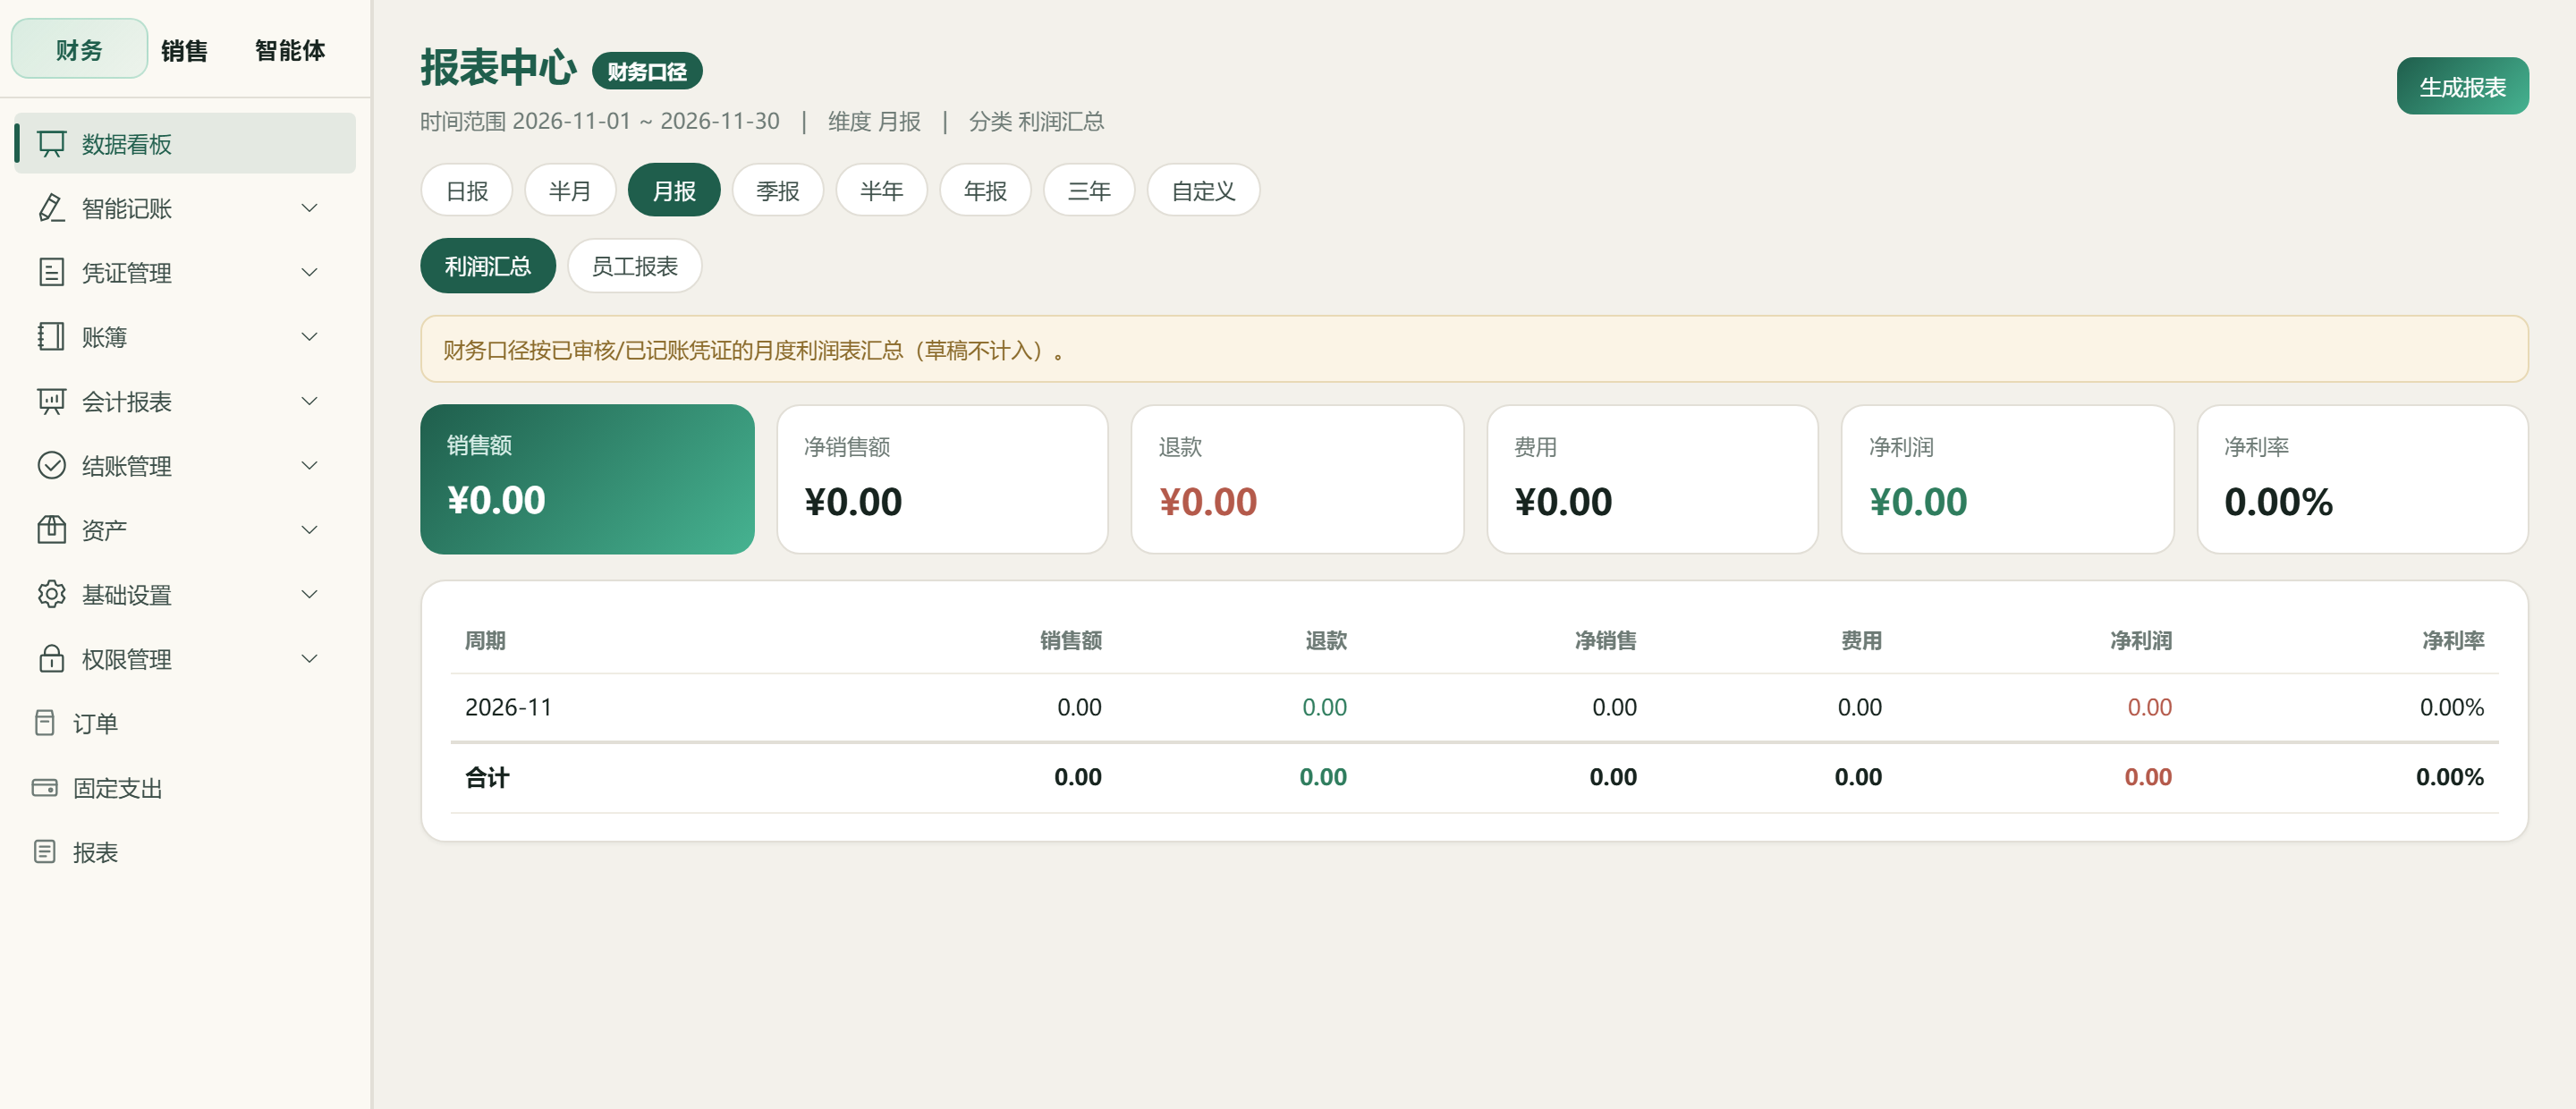 财务 销售 智能体
数据看板
智能记账
凭证管理
账簿
会计报表
结账管理
资产
基础设置
权限管理
订单
固定支出
报表
报表中心 财务口径
生成报表
时间范围 2026-11-01 ~ 2026-11-30 | 维度 月报 | 分类 利润汇总
日报 半月 月报 季报 半年 年报 三年 自定义
利润汇总 员工报表
财务口径按已审核/已记账凭证的月度利润表汇总（草稿不计入）。
销售额 净销售额 退款 费用 净利润 净利率
¥0.00 ¥0.00 ¥0.00 ¥0.00 ¥0.00 0.00%
周期 销售额 退款 净销售 费用 净利润 净利率
2026-11 0.00 0.00 0.00 0.00 0.00 0.00%
合计 0.00 0.00 0.00 0.00 0.00 0.00%